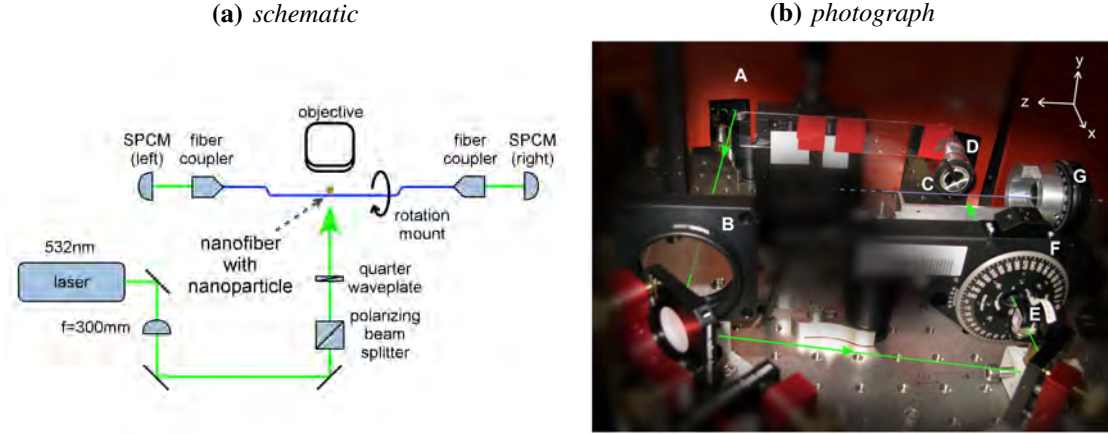 (a) schematic
(b) photograph
objective
SPCM
(left)
fiber
coupler
fiber
coupler
SPCM
(right)
rotation
mount
nanofiber
with
nanoparticle
532nm
laser
quarter
waveplate
f=300mm
polarizing
beam
splitter
A
B
C
D
E
F
G
y
z
x